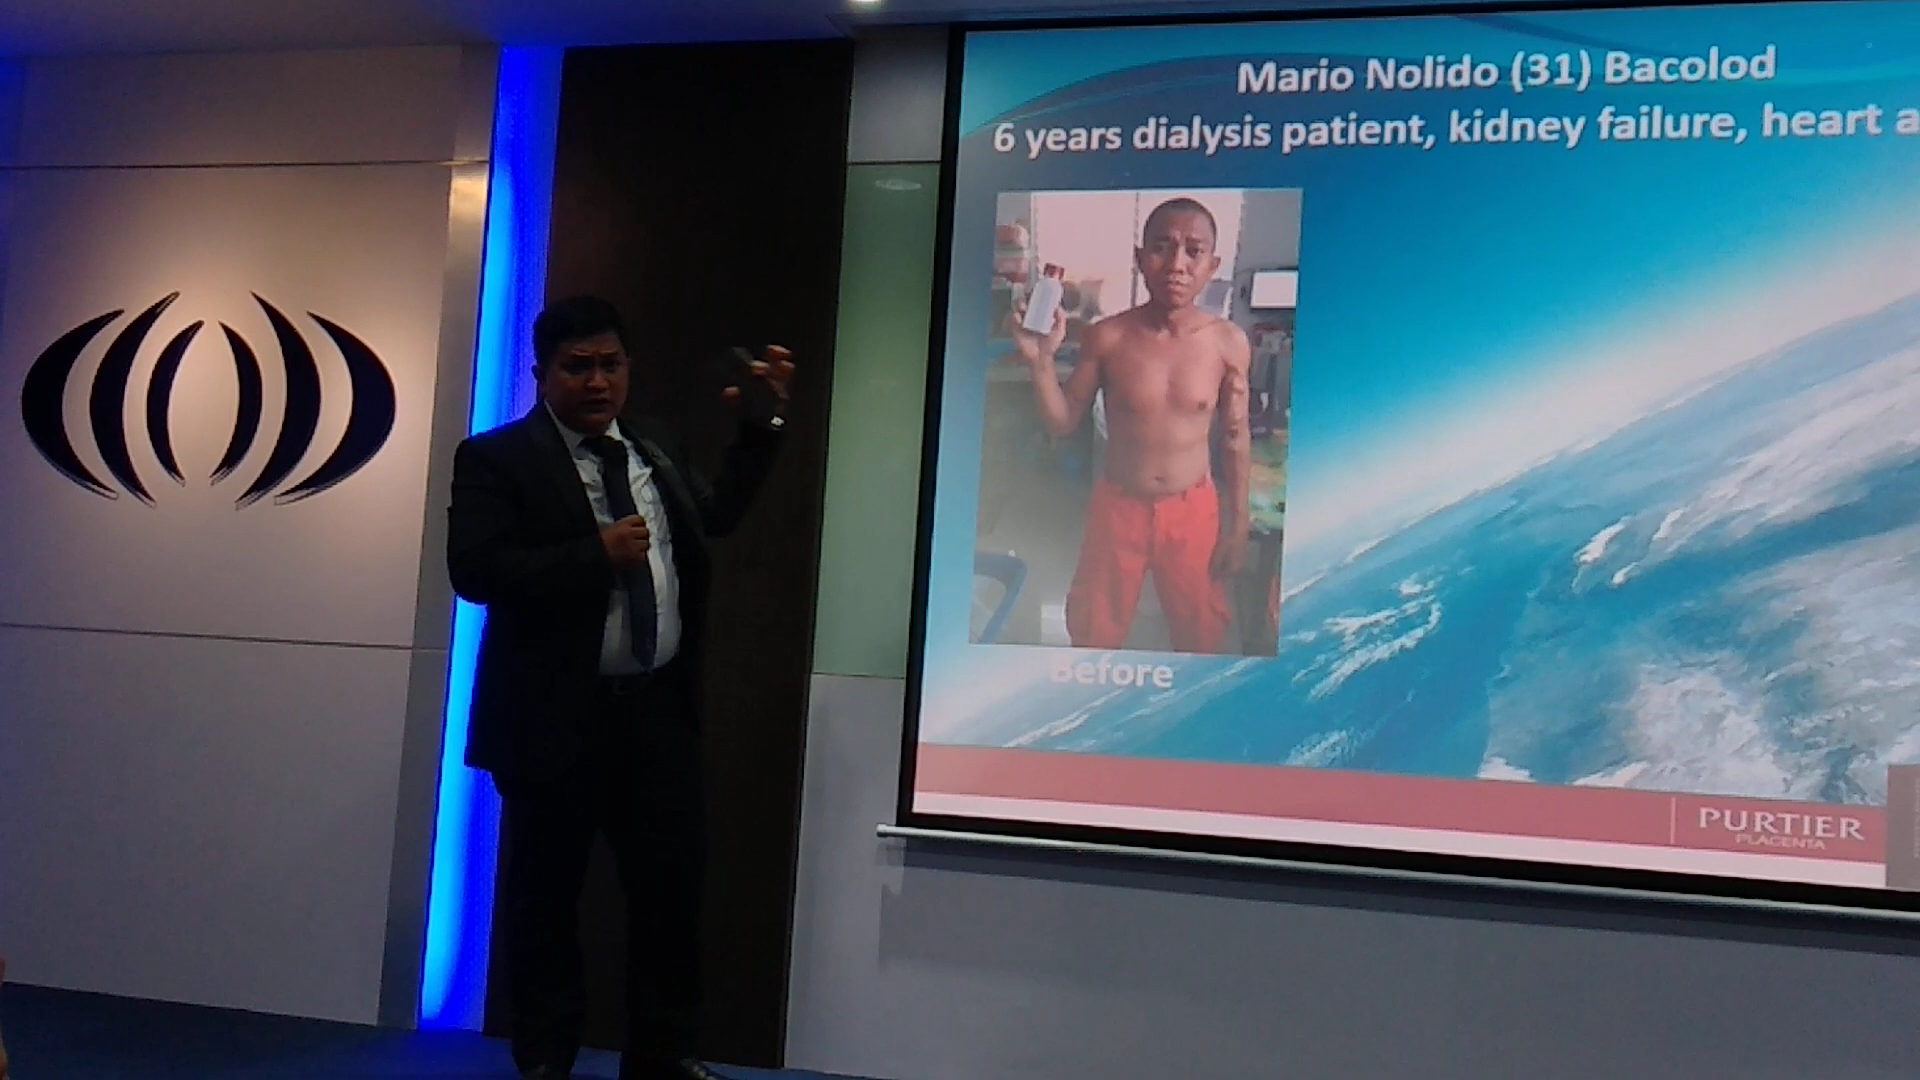 Mario Nolido (31) Bacolod
6 years dialysis patient, kidney failure, heart a
Before
PURTIER
PLACENTA